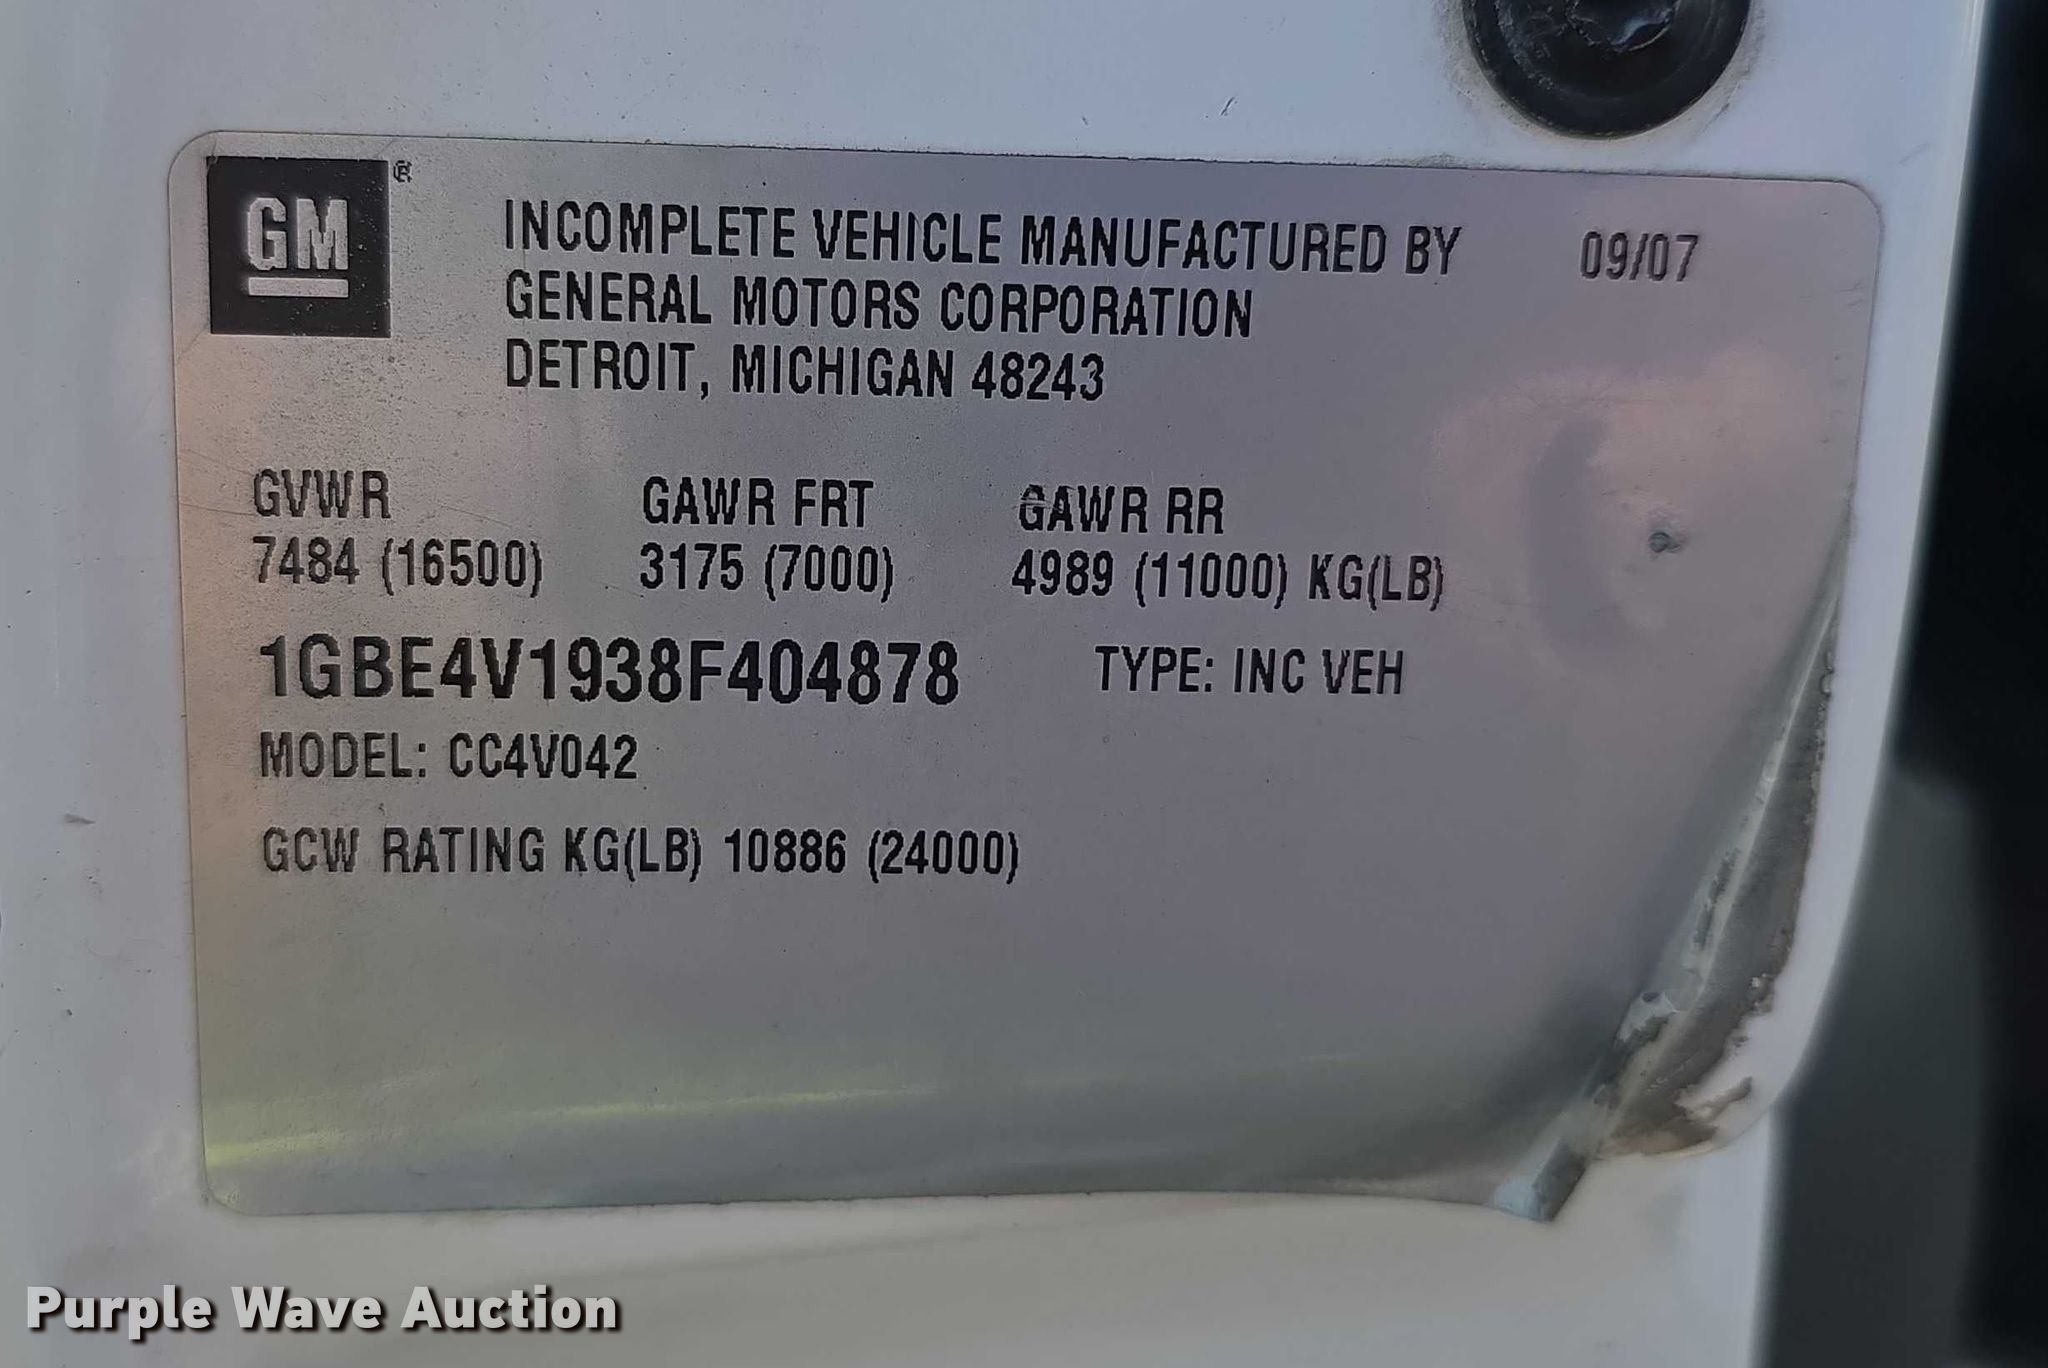 GM®
INCOMPLETE VEHICLE MANUFACTURED BY 09/07
GENERAL MOTORS CORPORATION
DETROIT, MICHIGAN 48243
GVWR GAWR FRT GAWR RR
7484 (16500) 3175 (7000) 4989 (11000) KG(LB)
1GBE4V1938F404878 TYPE: INC VEH
MODEL: CC4V042
GCW RATING KG(LB) 10886 (24000)
Purple Wave Auction